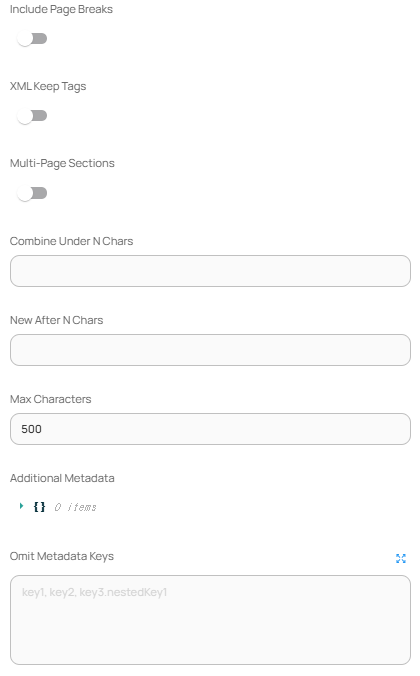 Include Page Breaks
XML Keep Tags
Multi-Page Sections
Combine Under N Chars
New After N Chars
Max Characters
500
Additional Metadata
{} 0 items
Omit Metadata Keys
key1, key2, key3.nestedKey1